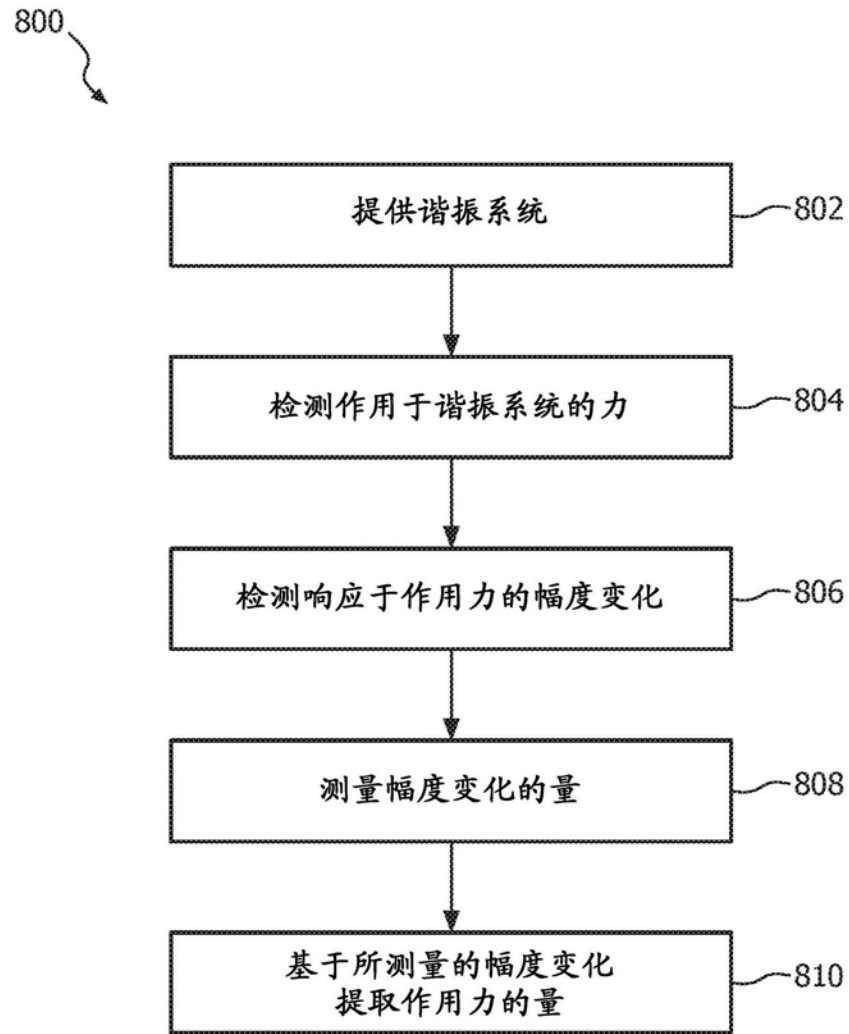 800
提供谐振系统
802
检测作用于谐振系统的力
804
检测响应于作用力的幅度变化
806
测量幅度变化的量
808
基于所测量的幅度变化
提取作用力的量
810